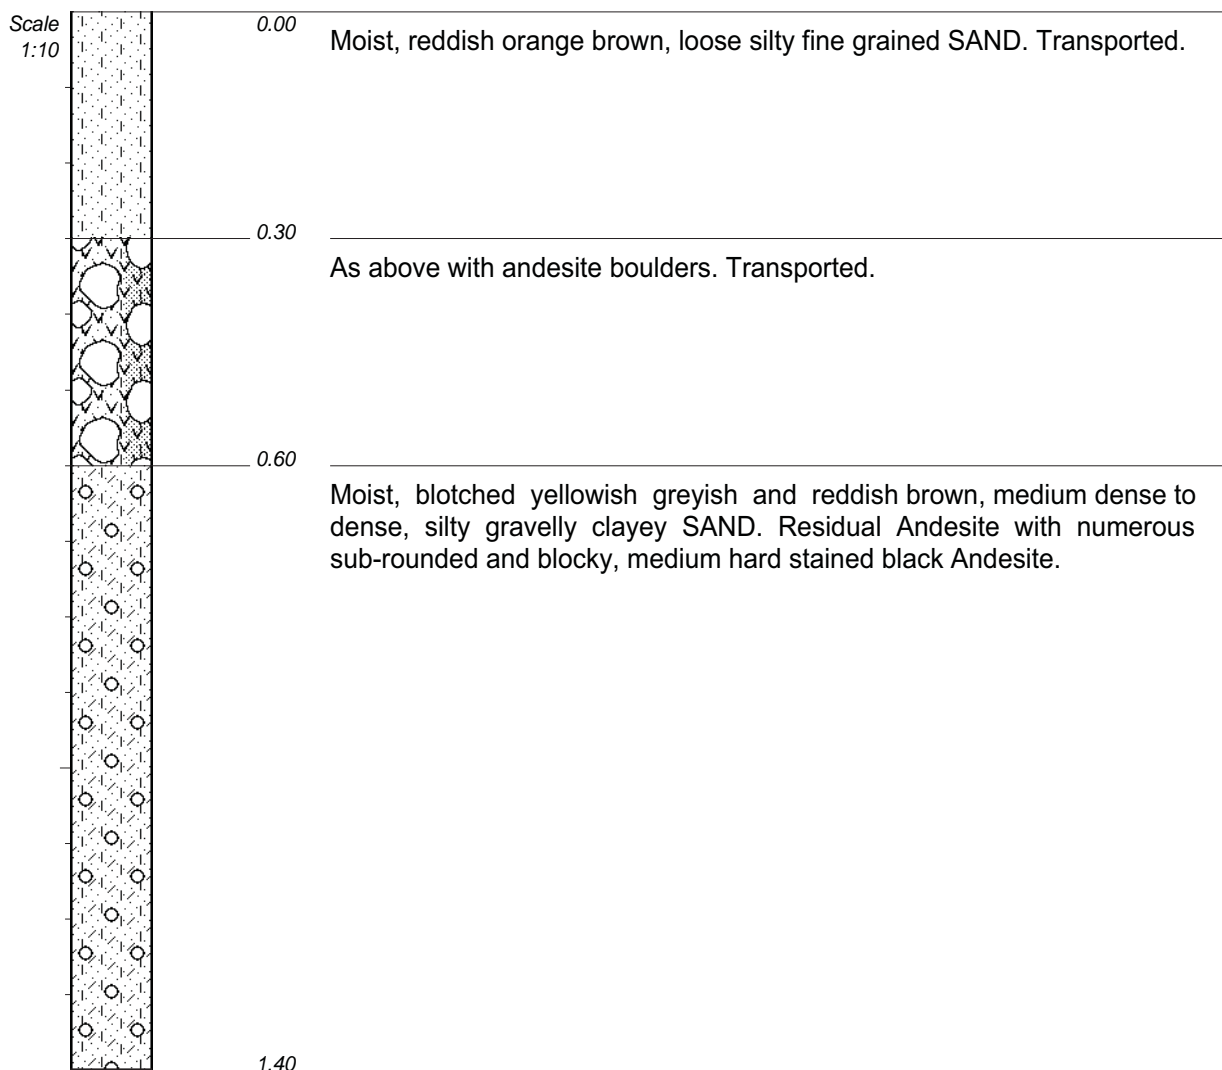 Scale
1:10
0.00
Moist, reddish orange brown, loose silty fine grained SAND. Transported.
0.30
As above with andesite boulders. Transported.
0.60
Moist, blotched yellowish greyish and reddish brown, medium dense to
dense, silty gravelly clayey SAND. Residual Andesite with numerous
sub-rounded and blocky, medium hard stained black Andesite.
1.40